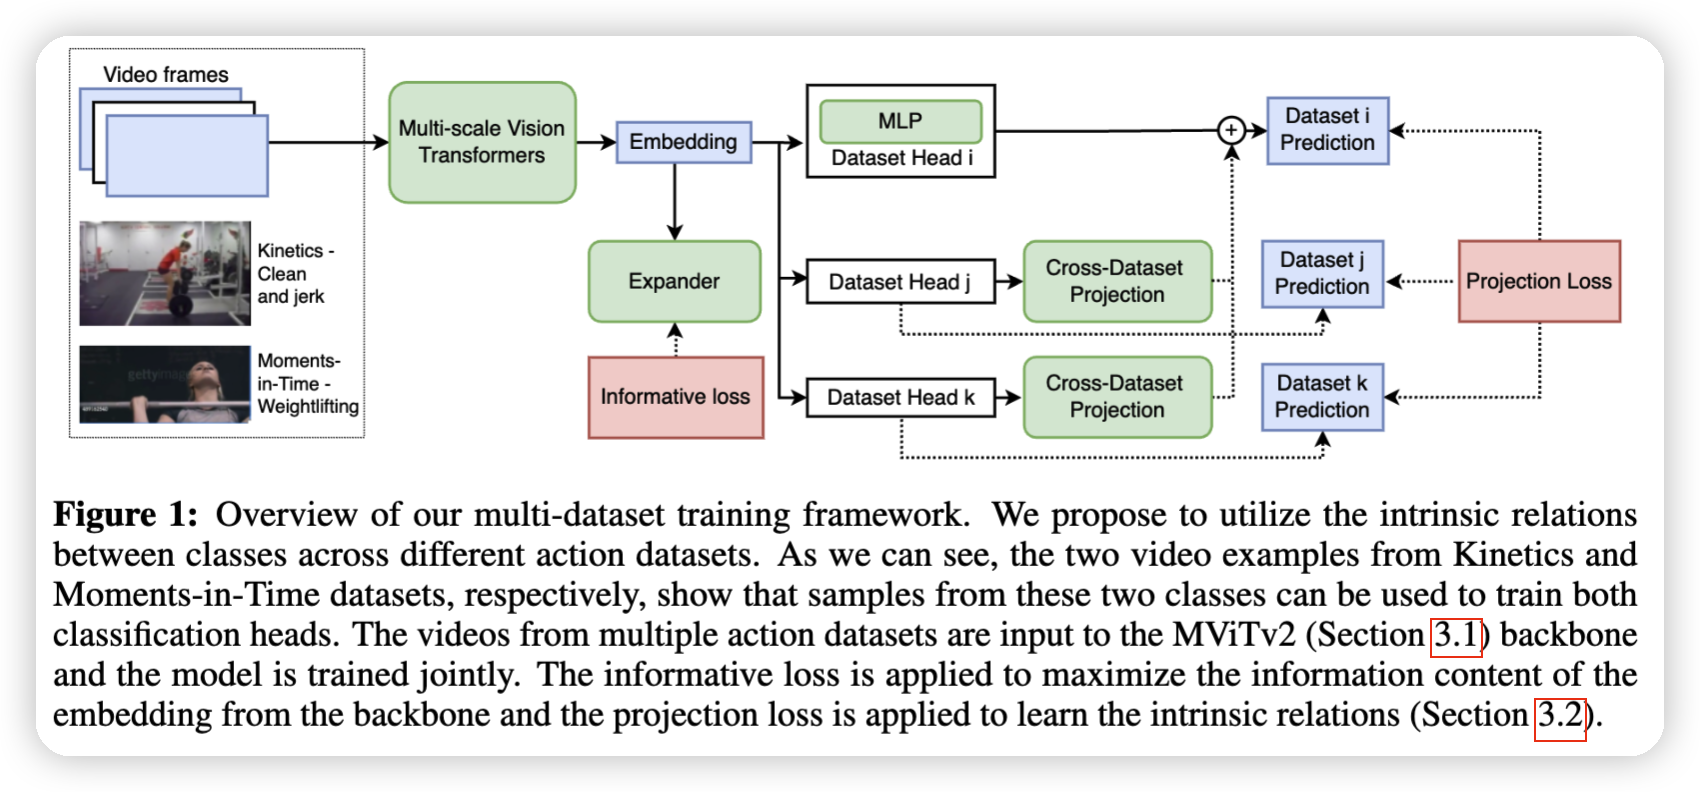 Video frames
Multi-scale Vision
Transformers
Embedding
MLP
Dataset Head i
+
Dataset i
Prediction
Kinetics -
Clean
and jerk
Expander
Dataset Head j
Cross-Dataset
Projection
Dataset j
Prediction
Projection Loss
Moments-
in-Time -
Weightlifting
gettyimag
Informative loss
Dataset Head k
Cross-Dataset
Projection
Dataset k
Prediction
Figure 1: Overview of our multi-dataset training framework. We propose to utilize the intrinsic relations
between classes across different action datasets. As we can see, the two video examples from Kinetics and
Moments-in-Time datasets, respectively, show that samples from these two classes can be used to train both
classification heads. The videos from multiple action datasets are input to the MViTv2 (Section 3.1) backbone
and the model is trained jointly. The informative loss is applied to maximize the information content of the
embedding from the backbone and the projection loss is applied to learn the intrinsic relations (Section 3.2).